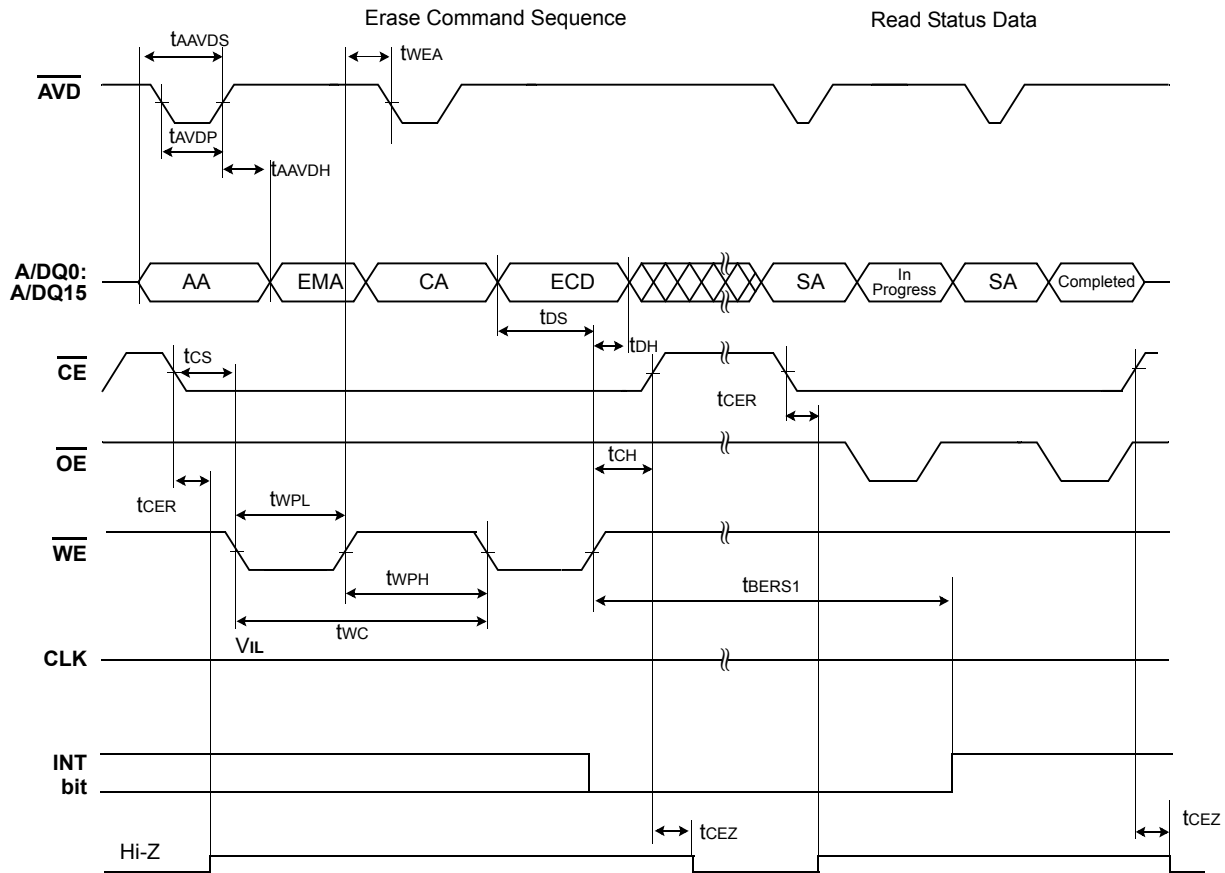 Erase Command Sequence
Read Status Data
tAAVDS
tWEA
AVD
tAVDP
tAAVDH
A/DQ0:
A/DQ15
AA
EMA
CA
ECD
SA
In
Progress
SA
Completed
tDS
tDH
tCS
CE
tCER
OE
tCH
tCER
tWPL
WE
tWPH
tBERS1
tWC
VIL
CLK
INT
bit
tCEZ
tCEZ
Hi-Z